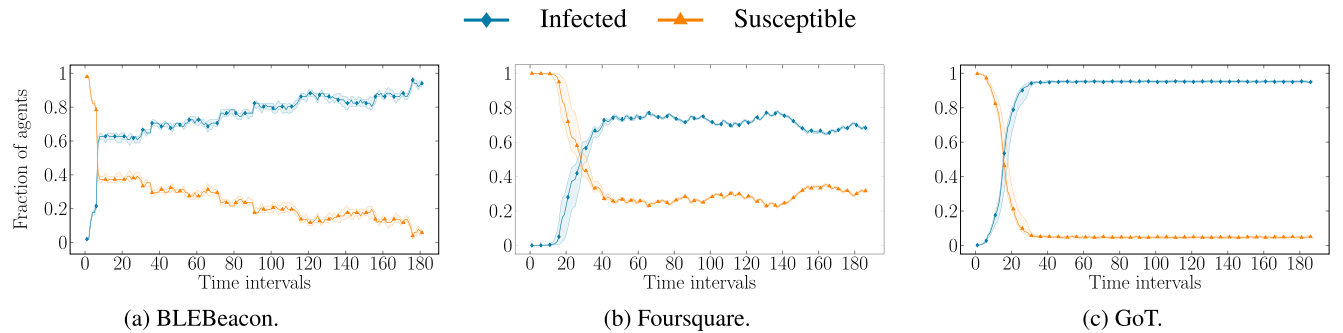 Infected Susceptible
Fraction of agents
1
0.8
0.6
0.4
0.2
0
0 20 40 60 80 100 120 140 160 180
Time intervals
(a) BLEBeacon.
1
0.8
0.6
0.4
0.2
0
0 20 40 60 80 100 120 140 160 180
Time intervals
(b) Foursquare.
1
0.8
0.6
0.4
0.2
0
0 20 40 60 80 100 120 140 160 180
Time intervals
(c) GoT.